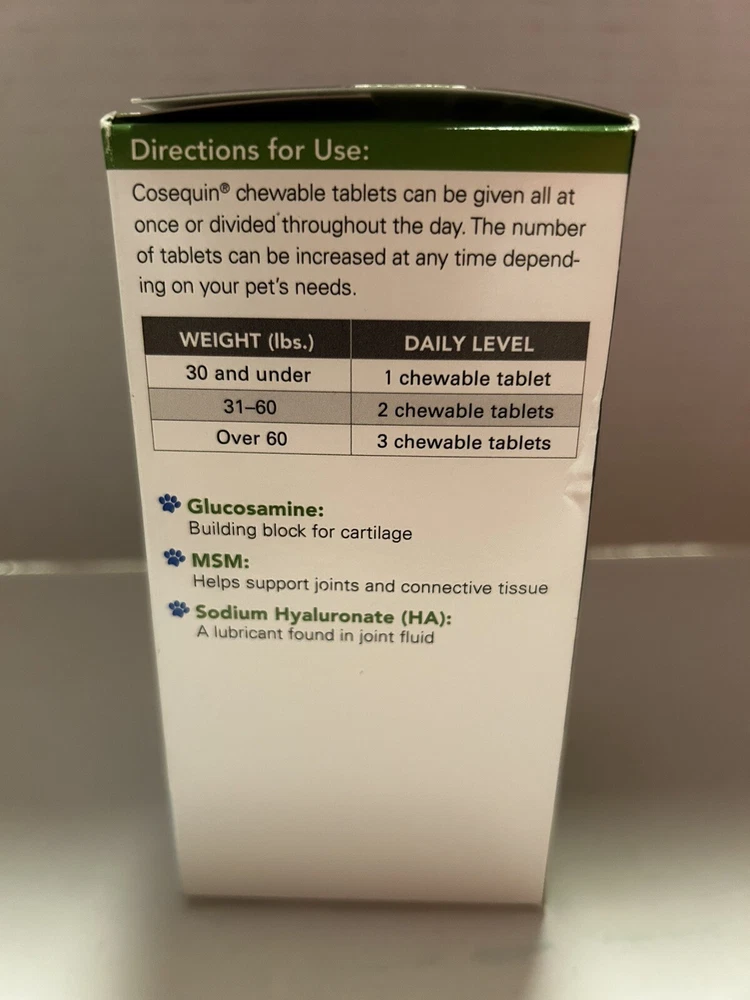 Directions for Use:
Cosequin® chewable tablets can be given all at
once or divided throughout the day. The number
of tablets can be increased at any time depend-
ing on your pet's needs.
WEIGHT (lbs.) DAILY LEVEL
30 and under 1 chewable tablet
31–60 2 chewable tablets
Over 60 3 chewable tablets
Glucosamine:
Building block for cartilage
MSM:
Helps support joints and connective tissue
Sodium Hyaluronate (HA):
A lubricant found in joint fluid